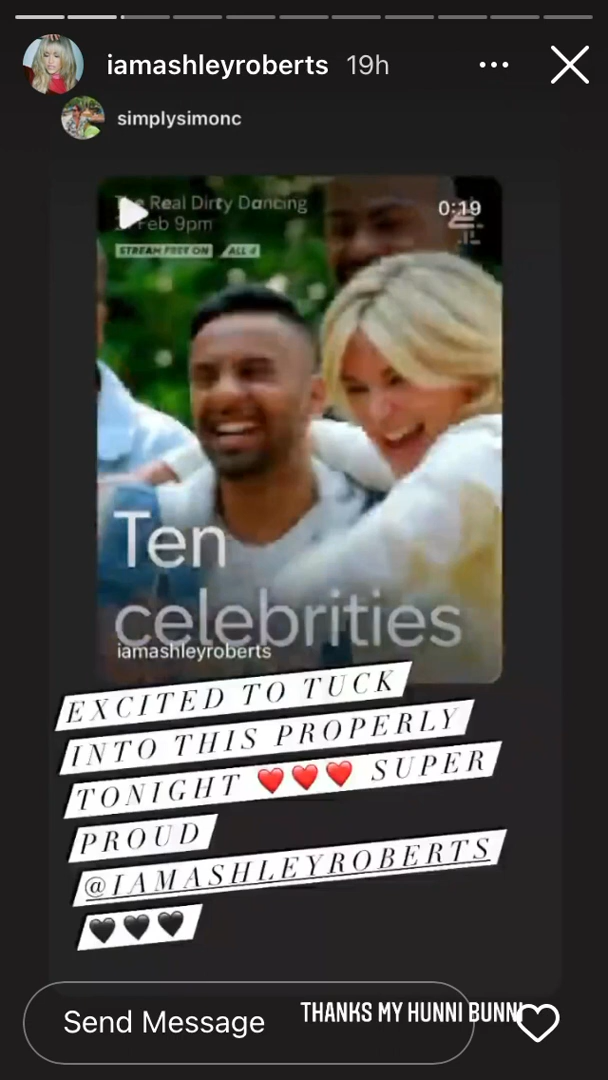 iamashleyroberts 19h
simplysimonc
Real Dirty Dancing
Feb 9pm
0:19
STREAM FREE ON ALL 4
Ten
celebrities
iamashleyroberts
EXCITED TO TUCK
INTO THIS PROPERLY
TONIGHT ❤️❤️❤️ SUPER
PROUD
@IAMASHLEYROBERTS
🖤🖤🖤
Send Message
THANKS MY HUNNI BUNNI